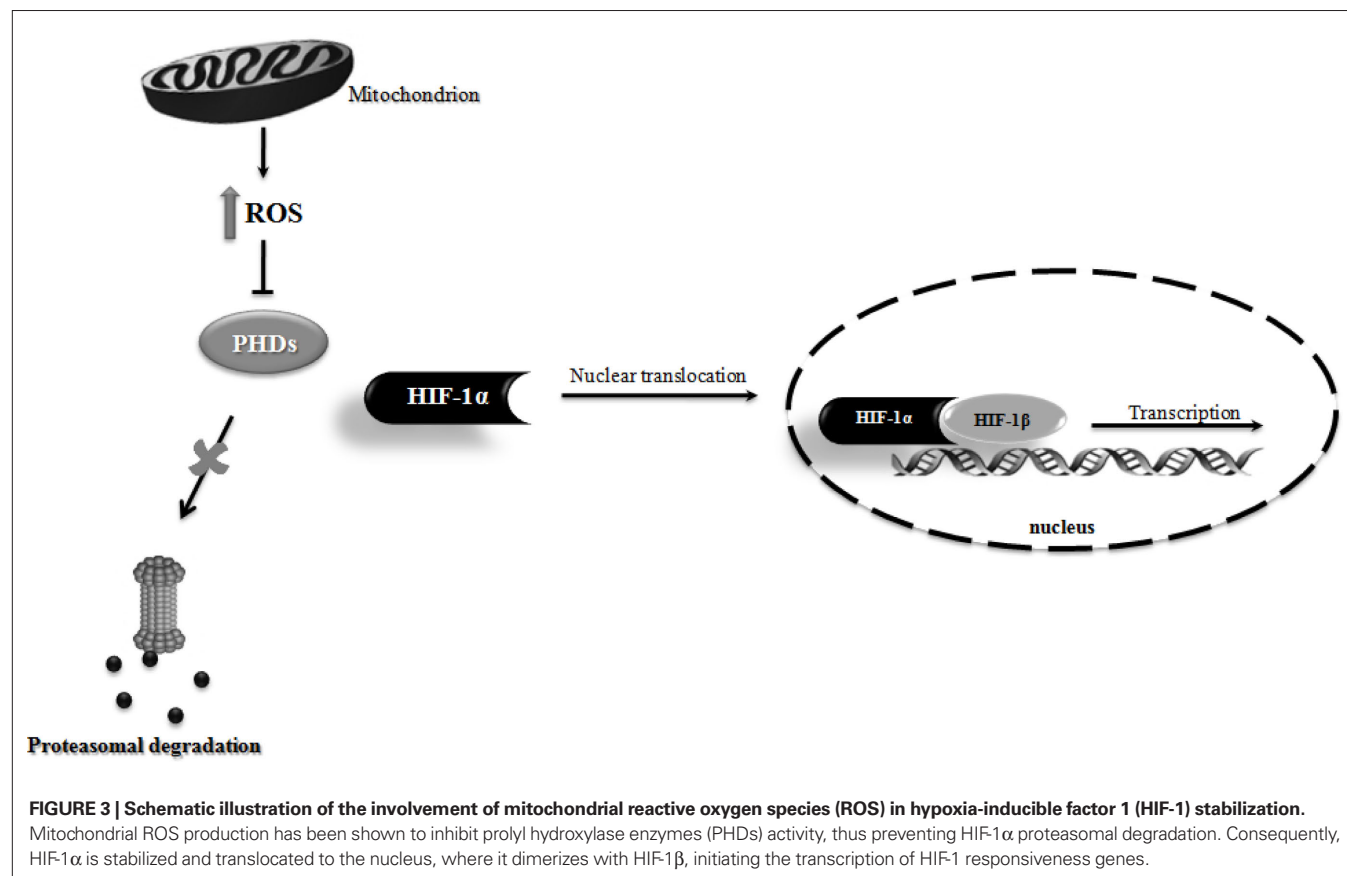 Mitochondrion
ROS
PHDs
HIF-1α
Nuclear translocation
HIF-1α
HIF-1β
Transcription
nucleus
Proteasomal degradation
FIGURE 3 | Schematic illustration of the involvement of mitochondrial reactive oxygen species (ROS) in hypoxia-inducible factor 1 (HIF-1) stabilization.
Mitochondrial ROS production has been shown to inhibit prolyl hydroxylase enzymes (PHDs) activity, thus preventing HIF-1α proteasomal degradation. Consequently,
HIF-1α is stabilized and translocated to the nucleus, where it dimerizes with HIF-1β, initiating the transcription of HIF-1 responsiveness genes.